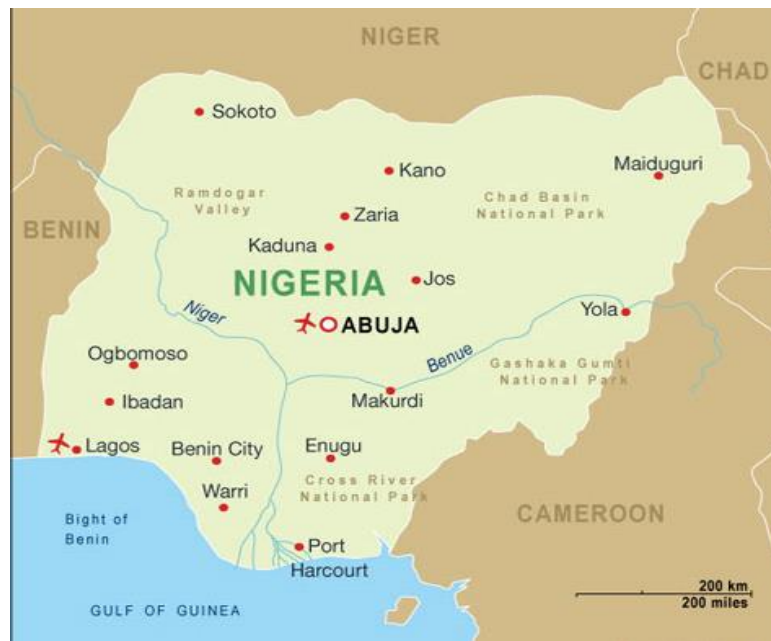 NIGER
CHAD
Sokoto
Kano
Maiduguri
Ramdogar
Valley
Chad Basin
National Park
Zaria
BENIN
Kaduna
NIGERIA
Jos
Niger
ABUJA
Yola
Benue
Ogbomoso
Gashaka Gumti
National Park
Ibadan
Makurdi
Lagos
Benin City
Enugu
Cross River
National Park
Warri
CAMEROON
Bight of
Benin
Port
Harcourt
200 km
200 miles
GULF OF GUINEA